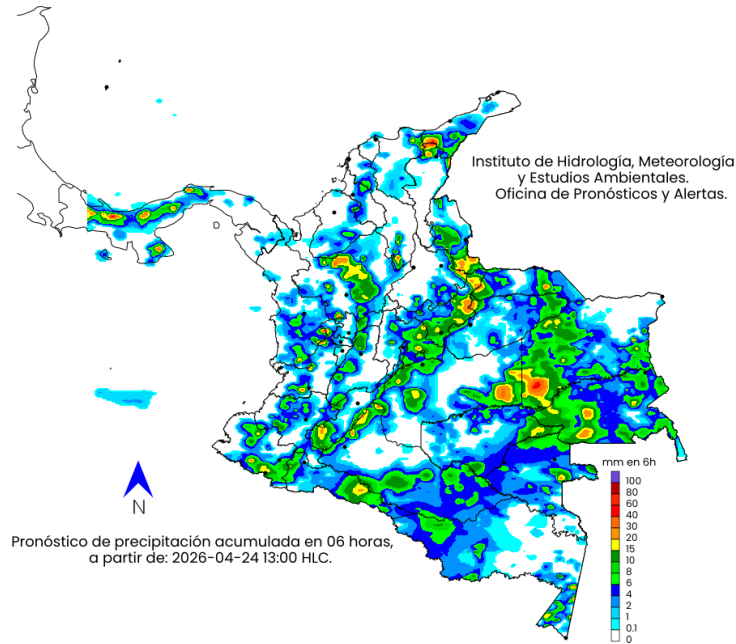 Instituto de Hidrología, Meteorología
y Estudios Ambientales.
Oficina de Pronósticos y Alertas.
mm en 6h
100
80
60
40
30
20
15
10
8
6
4
2
1
0.1
0
N
Pronóstico de precipitación acumulada en 06 horas,
a partir de: 2026-04-24 13:00 HLC.